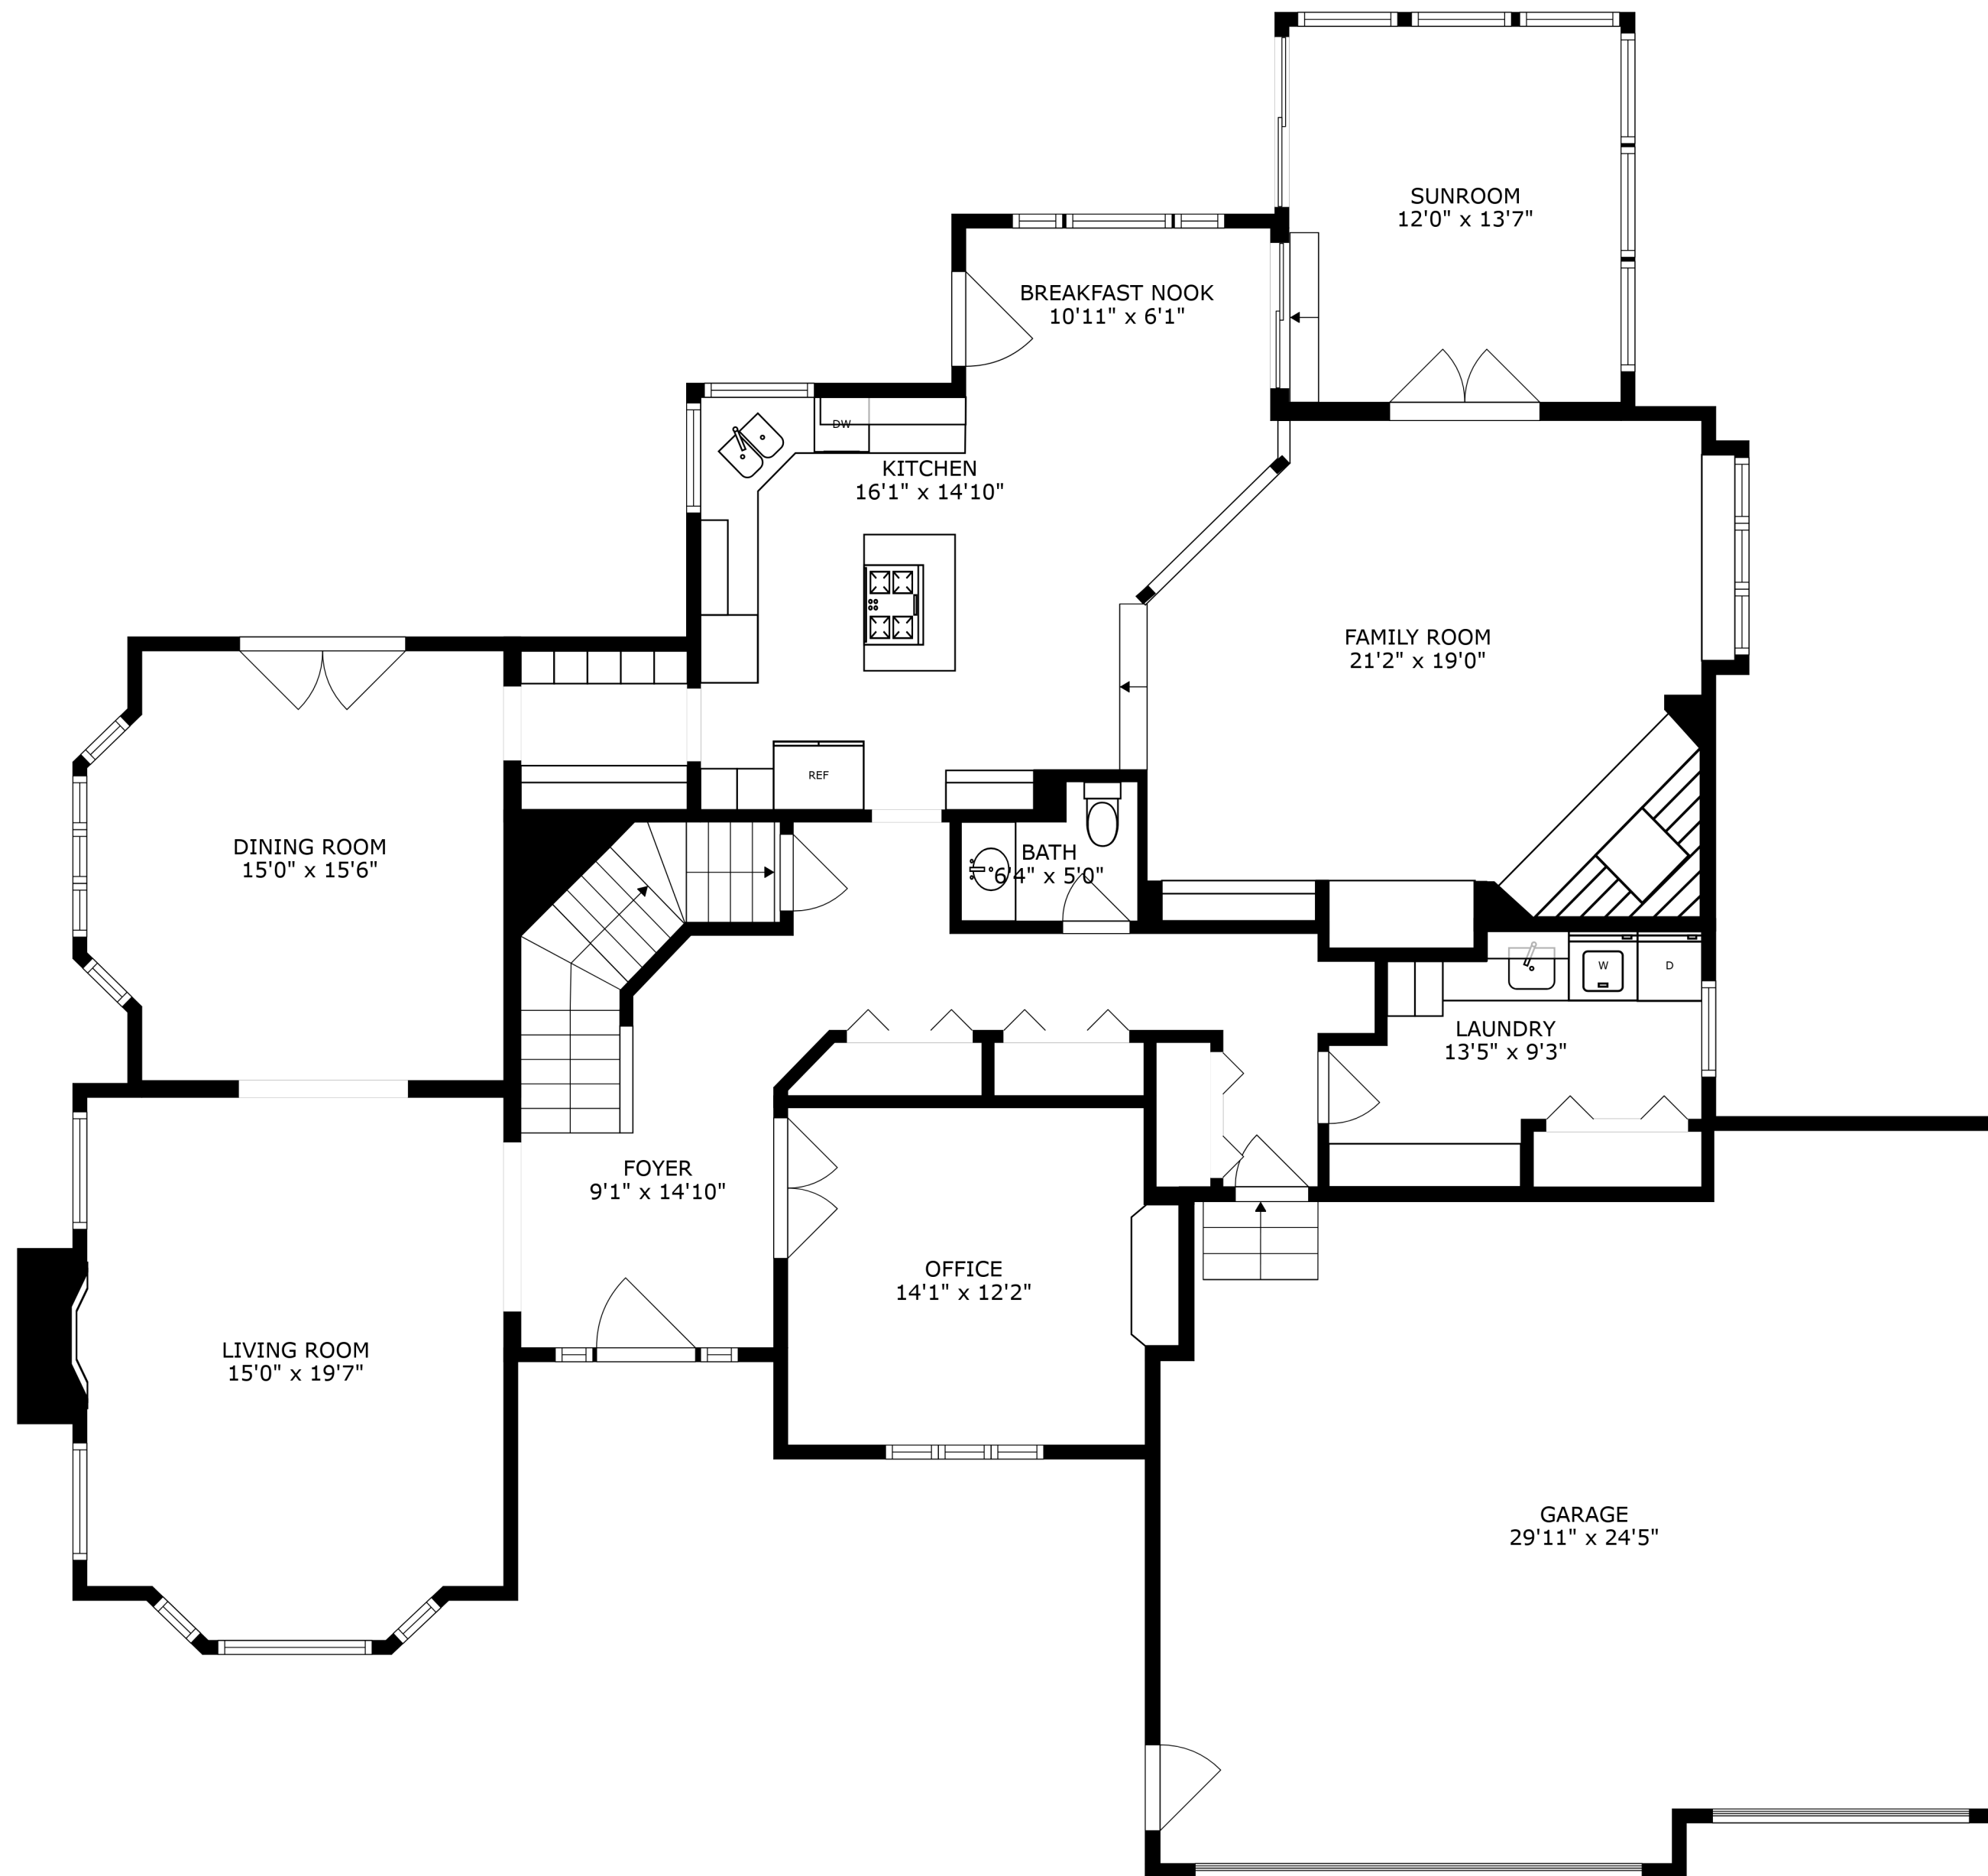 SUNROOM
12'0" x 13'7"
BREAKFAST NOOK
10'11" x 6'1"
DW
KITCHEN
16'1" x 14'10"
FAMILY ROOM
21'2" x 19'0"
REF
DINING ROOM
15'0" x 15'6"
BATH
6'4" x 5'0"
W
D
LAUNDRY
13'5" x 9'3"
FOYER
9'1" x 14'10"
OFFICE
14'1" x 12'2"
LIVING ROOM
15'0" x 19'7"
GARAGE
29'11" x 24'5"